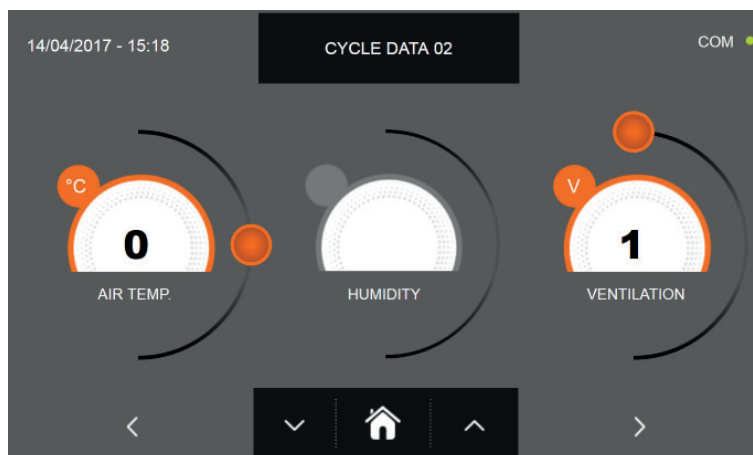 14/04/2017 - 15:18
CYCLE DATA 02
COM
°C
V
0
1
AIR TEMP.
HUMIDITY
VENTILATION